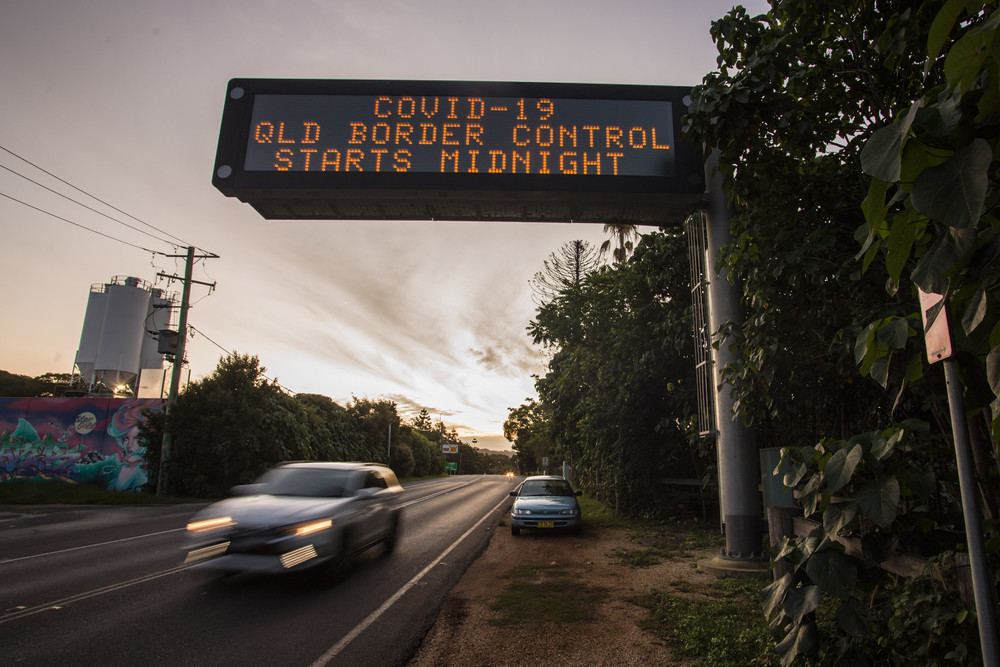 COVID-19
QLD BORDER CONTROL
STARTS MIDNIGHT